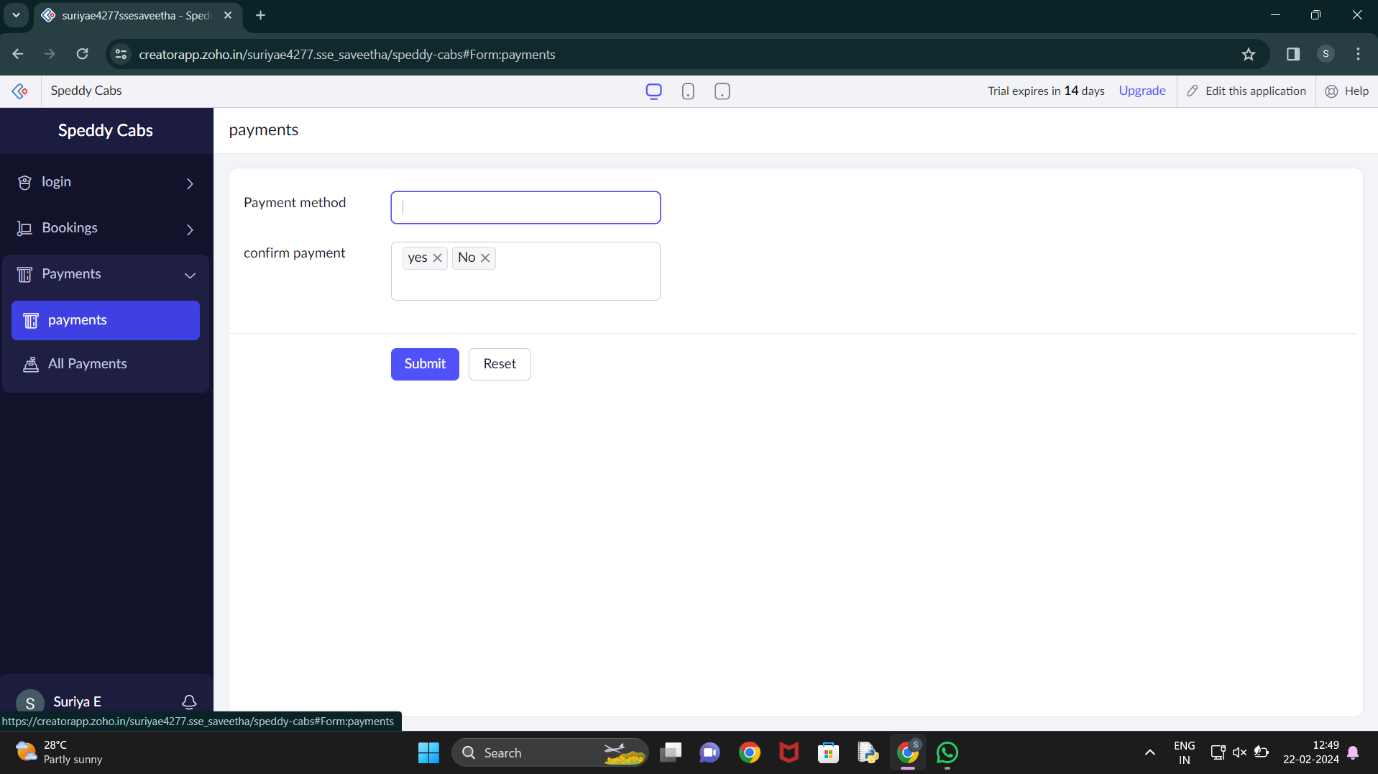 suriyae4277ssesaveetha - Spedd
creatorapp.zoho.in/suriyae4277.sse_saveetha/speddy-cabs#Form:payments
S
Speddy Cabs
Trial expires in 14 days
Upgrade
Edit this application
Help
Speddy Cabs
payments
login
Bookings
Payments
payments
All Payments
Payment method
confirm payment
yes
No
Submit
Reset
S
Suriya E
https://creatorapp.zoho.in/suriyae4277.sse_saveetha/speddy-cabs#Form:payments
28°C
Partly sunny
Search
S
ENG
IN
12:49
22-02-2024